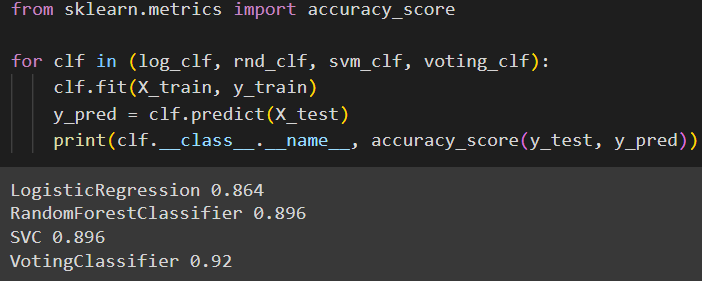 from sklearn.metrics import accuracy_score
for clf in (log_clf, rnd_clf, svm_clf, voting_clf):
    clf.fit(X_train, y_train)
    y_pred = clf.predict(X_test)
    print(clf.__class__.__name__, accuracy_score(y_test, y_pred))
LogisticRegression 0.864
RandomForestClassifier 0.896
SVC 0.896
VotingClassifier 0.92